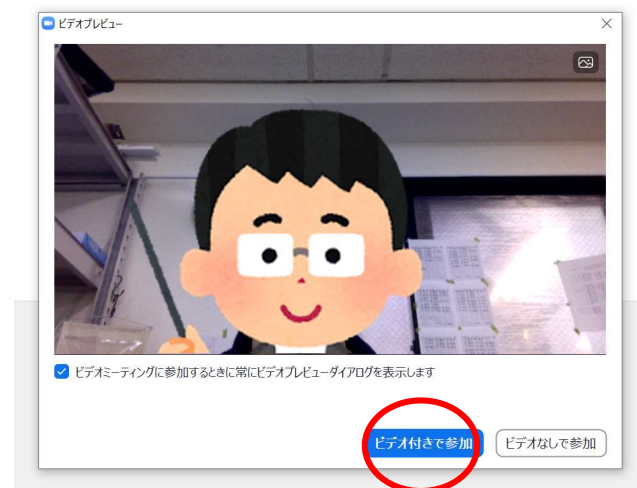 ビデオプレビュー
ビデオミーティングに参加するときに常にビデオプレビューダイアログを表示します
ビデオ付きで参加
ビデオなしで参加